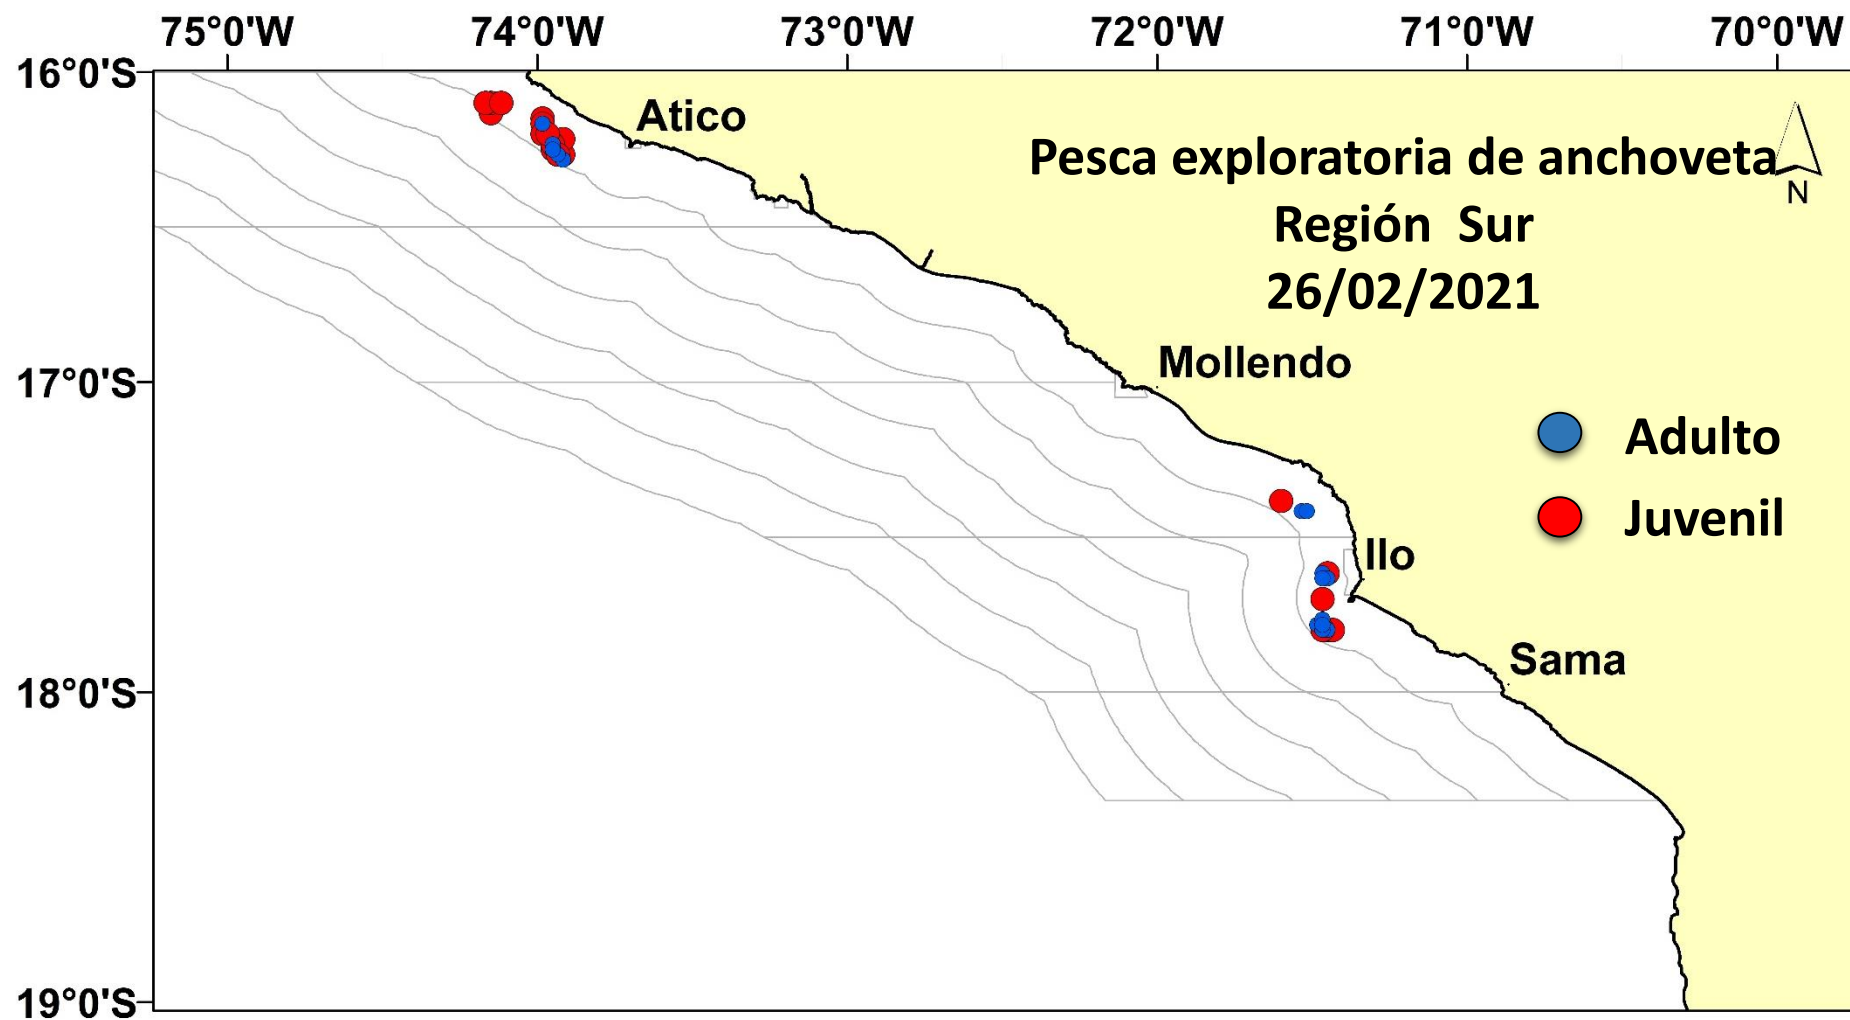 75°0'W 74°0'W 73°0'W 72°0'W 71°0'W 70°0'W
16°0'S
Atico
Pesca exploratoria de anchoveta
N
Región Sur
26/02/2021
Mollendo
17°0'S
Adulto
Juvenil
Ilo
Sama
18°0'S
19°0'S